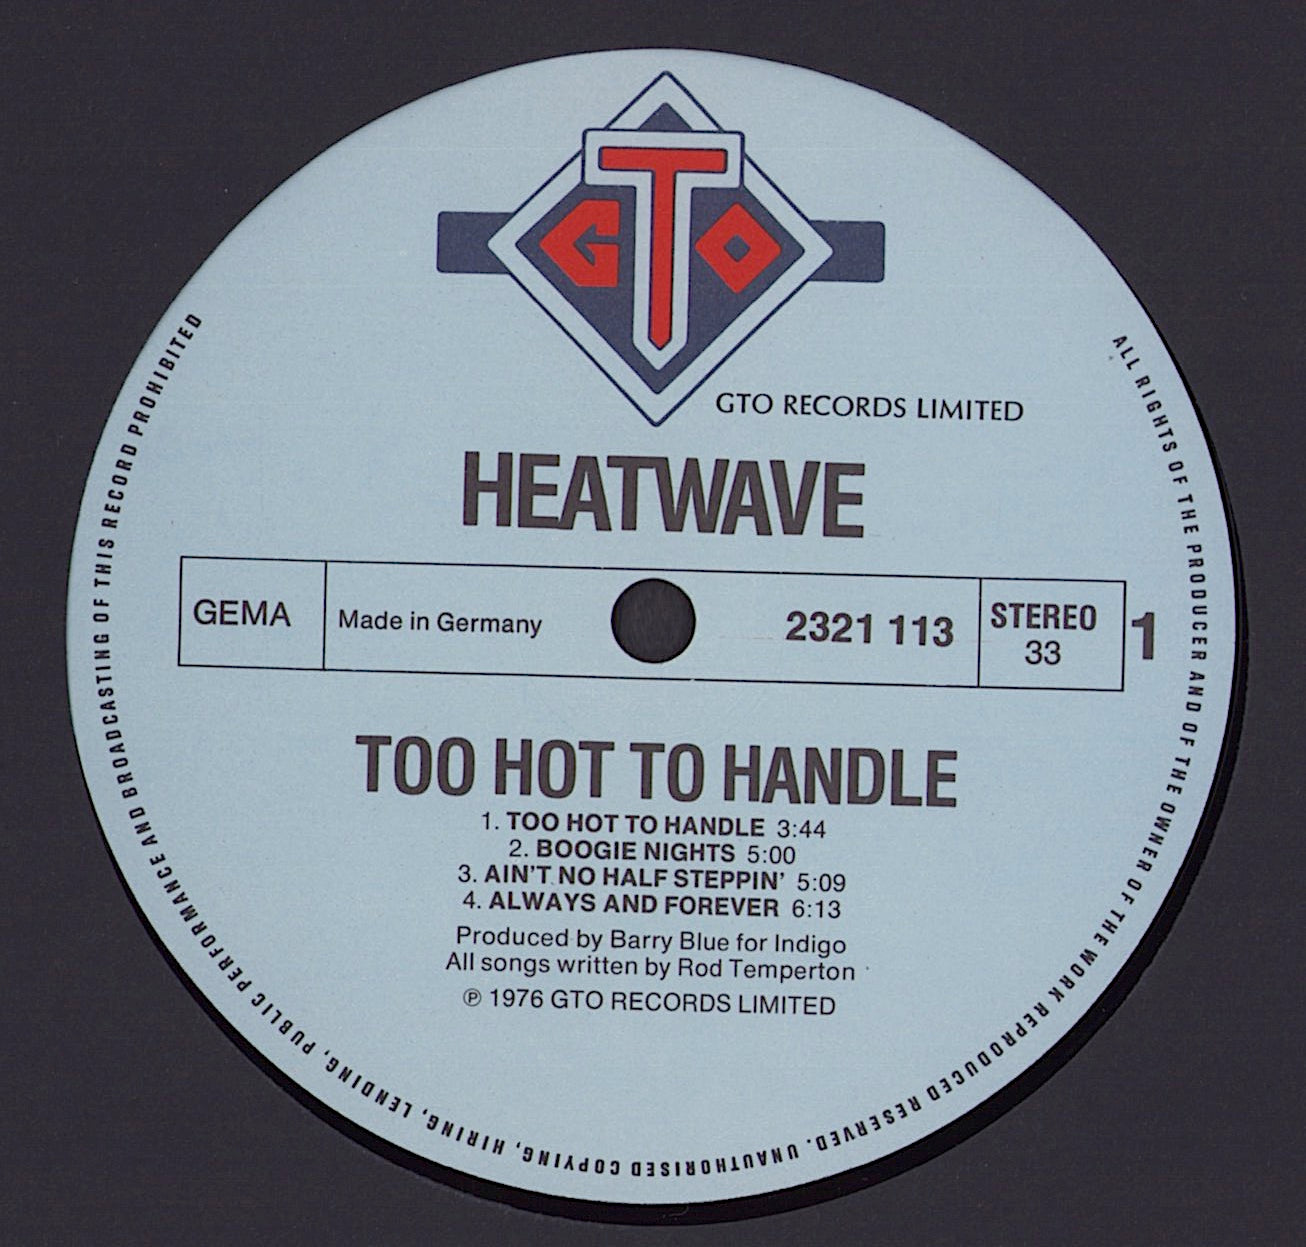 GTO
GTO RECORDS LIMITED
HEATWAVE
GEMA
Made in Germany
2321 113
STEREO
33
1
TOO HOT TO HANDLE
1. TOO HOT TO HANDLE 3:44
2. BOOGIE NIGHTS 5:00
3. AIN'T NO HALF STEPPIN' 5:09
4. ALWAYS AND FOREVER 6:13
Produced by Barry Blue for Indigo
All songs written by Rod Temperton
℗ 1976 GTO RECORDS LIMITED
ALL RIGHTS OF THE PRODUCER AND OF THE OWNER OF THE WORK REPRODUCED RESERVED. UNAUTHORISED COPYING, HIRING, LENDING, PUBLIC PERFORMANCE AND BROADCASTING OF THIS RECORD PROHIBITED